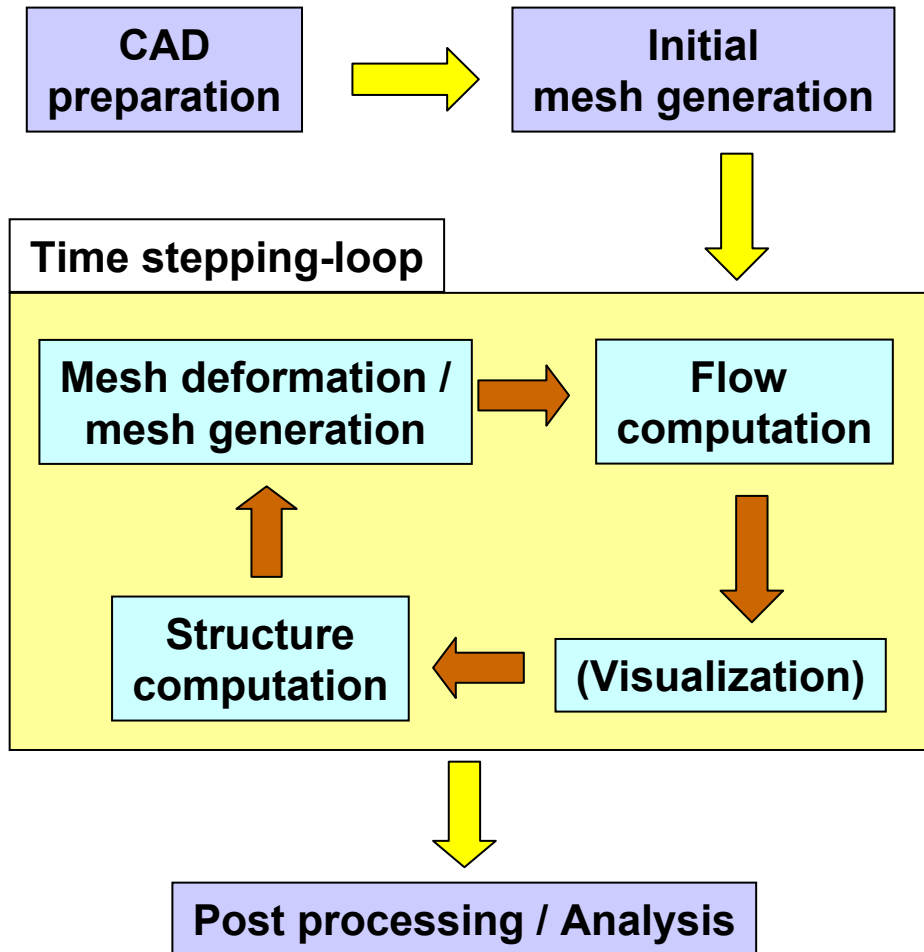 CAD
preparation
Initial
mesh generation
Time stepping-loop
Mesh deformation /
mesh generation
Flow
computation
Structure
computation
(Visualization)
Post processing / Analysis